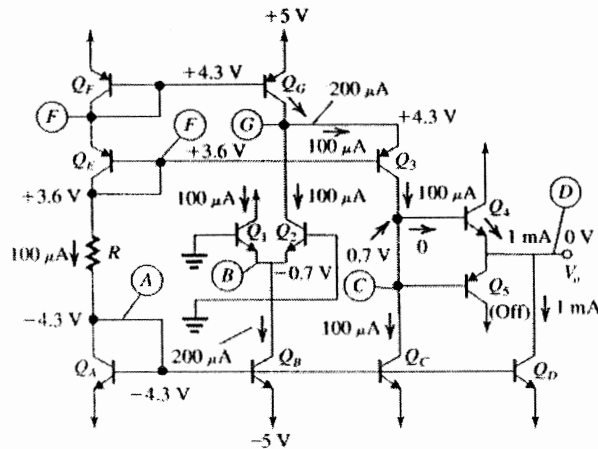 +5 V
Q_F
+4.3 V
Q_G
200 μA
F
F
G
+4.3 V
100 μA
Q_E
+3.6 V
Q_3
+3.6 V
100 μA
100 μA
100 μA
Q_4
D
Q_1
Q_2
1 mA
0 V
100 μA
R
0
B
−0.7 V
0.7 V
V_o
A
C
Q_5
(Off)
1 mA
−4.3 V
200 μA
100 μA
Q_A
Q_B
Q_C
Q_D
−4.3 V
−5 V